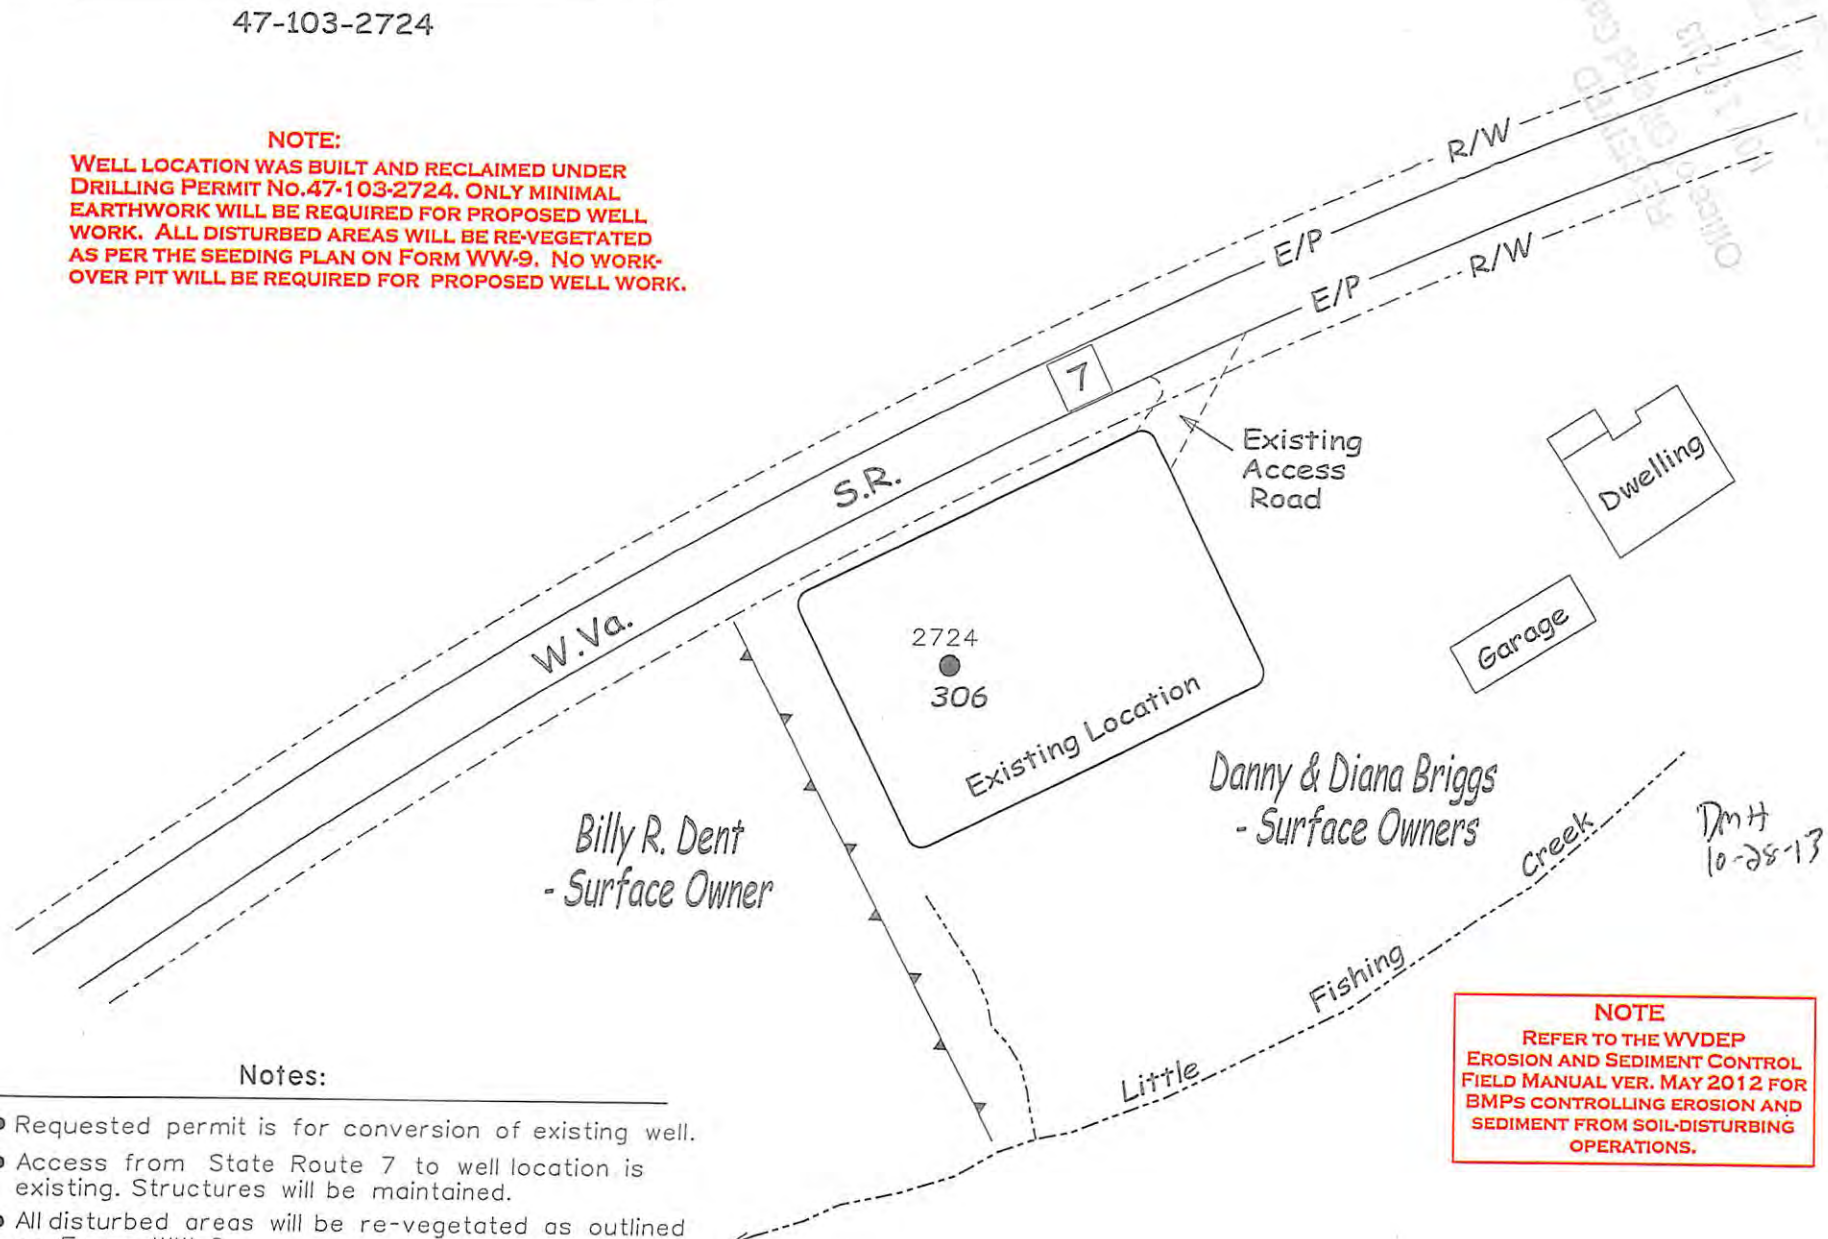 47-103-2724
NOTE:
WELL LOCATION WAS BUILT AND RECLAIMED UNDER
DRILLING PERMIT NO.47-103-2724. ONLY MINIMAL
EARTHWORK WILL BE REQUIRED FOR PROPOSED WELL
WORK. ALL DISTURBED AREAS WILL BE RE-VEGETATED
AS PER THE SEEDING PLAN ON FORM WW-9. NO WORK-
OVER PIT WILL BE REQUIRED FOR PROPOSED WELL WORK.
RECEIVED
Office of Oil and Gas
2013
R/W
E/P
E/P
R/W
7
S.R.
W.Va.
Existing
Access
Road
Dwelling
Garage
2724
306
Existing Location
Danny & Diana Briggs
- Surface Owners
Billy R. Dent
- Surface Owner
Little Fishing Creek
DMH
10-28-13
NOTE
REFER TO THE WVDEP
EROSION AND SEDIMENT CONTROL
FIELD MANUAL VER. MAY 2012 FOR
BMPS CONTROLLING EROSION AND
SEDIMENT FROM SOIL-DISTURBING
OPERATIONS.
Notes:
Requested permit is for conversion of existing well.
Access from State Route 7 to well location is
existing. Structures will be maintained.
All disturbed areas will be re-vegetated as outlined